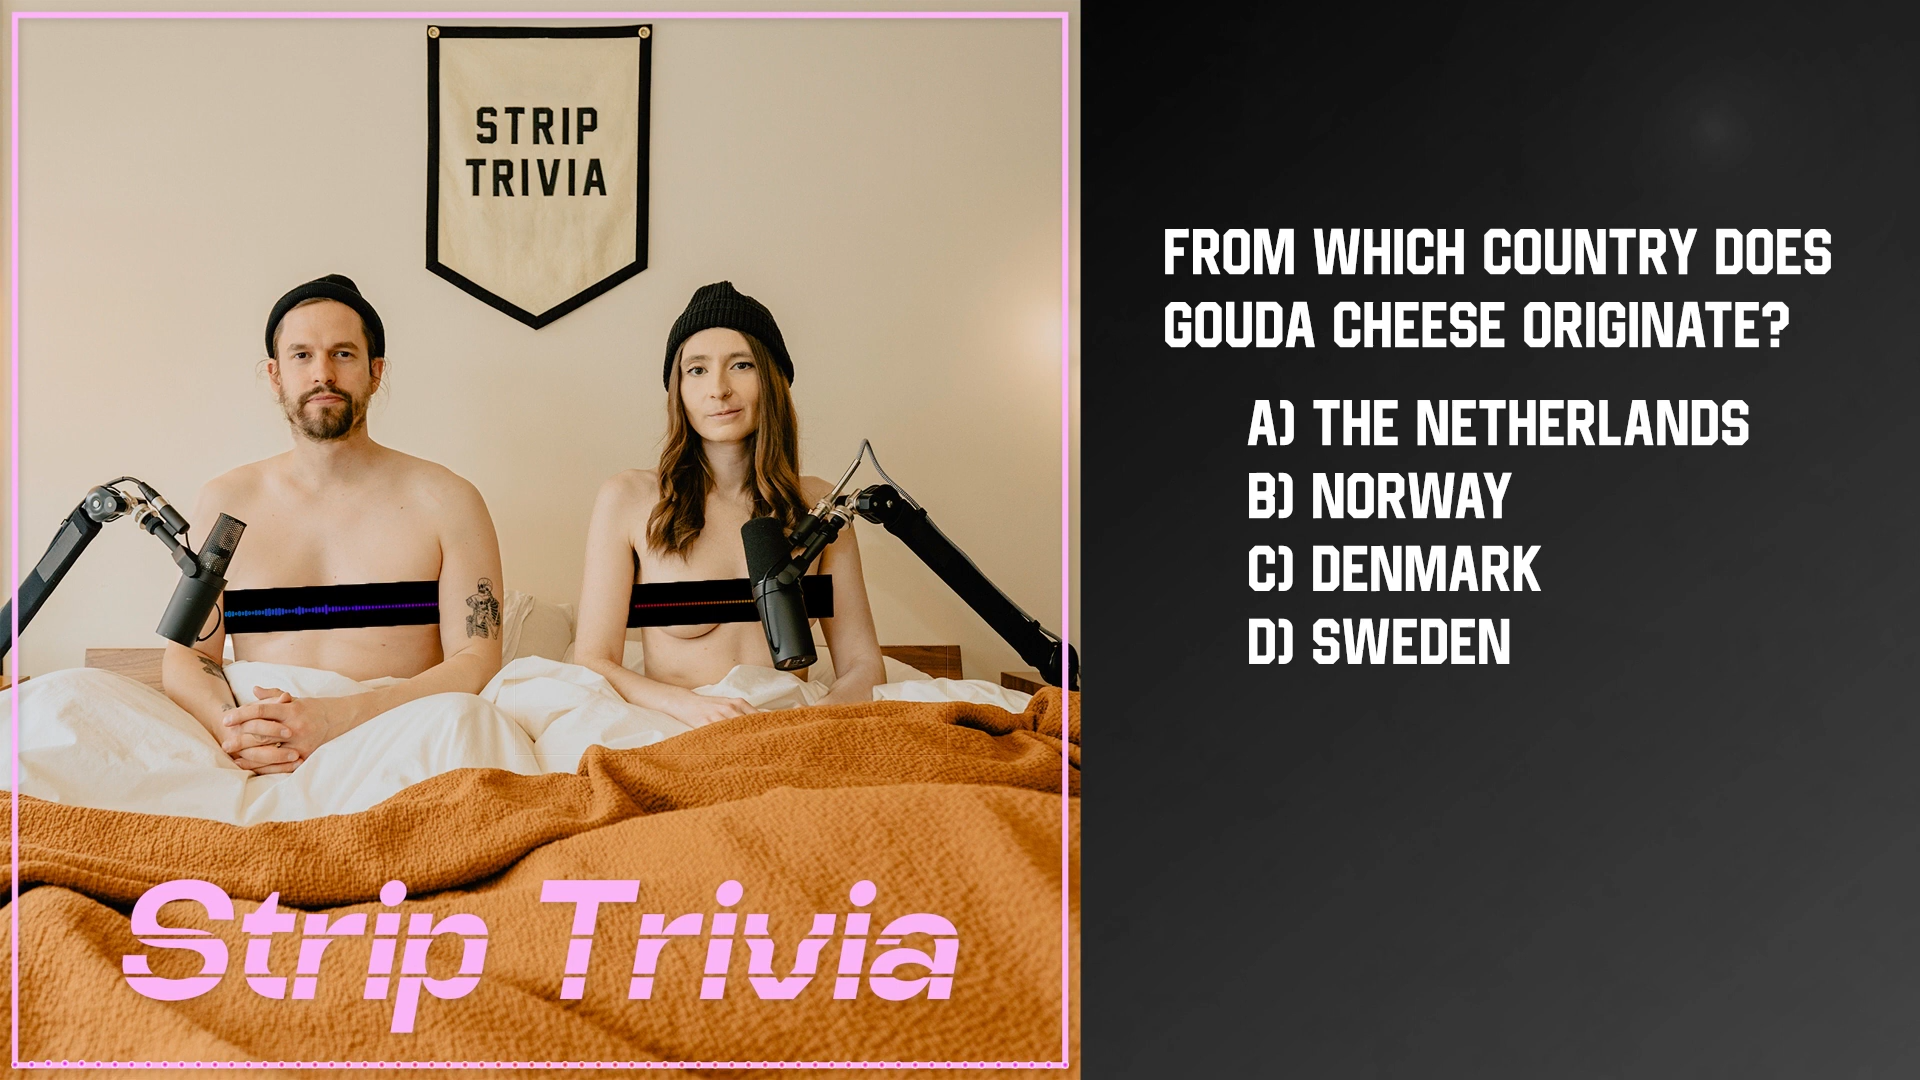 STRIP
TRIVIA
Strip Trivia
FROM WHICH COUNTRY DOES
GOUDA CHEESE ORIGINATE?
A) THE NETHERLANDS
B) NORWAY
C) DENMARK
D) SWEDEN